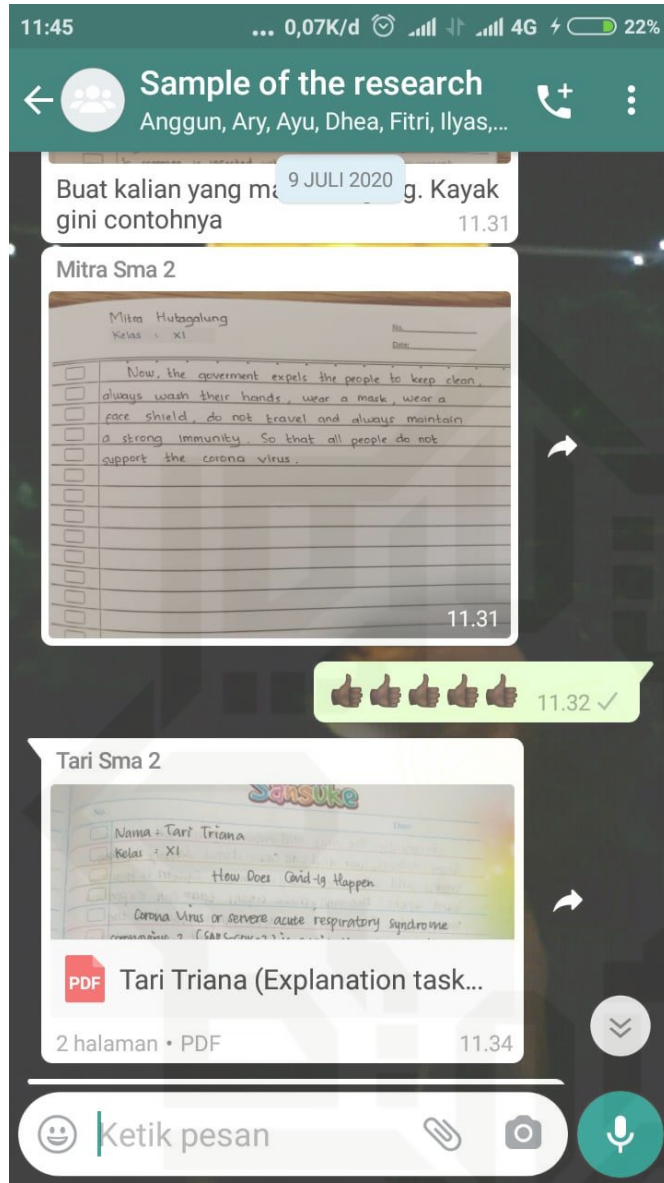 11:45 ... 0,07K/d 4G 22%
Sample of the research
Anggun, Ary, Ayu, Dhea, Fitri, Ilyas,...
9 JULI 2020
Buat kalian yang g. Kayak
gini contohnya 11.31
Mitra Sma 2
Mitra Hutagalung
Kelas : XI
No.
Date:
Now, the goverment expels the people to keep clean,
always wash their hands, wear a mask, wear a
face shield, do not travel and always maintain
a strong immunity. So that all people do not
support the corona virus.
11.31
11.32
Tari Sma 2
Sansuke
No.
Date
Nama : Tari Triana
Kelas : XI
How Does Covid-19 Happen
Corona Virus or servere acute respiratory syndrome
PDF Tari Triana (Explanation task...
2 halaman • PDF 11.34
Ketik pesan